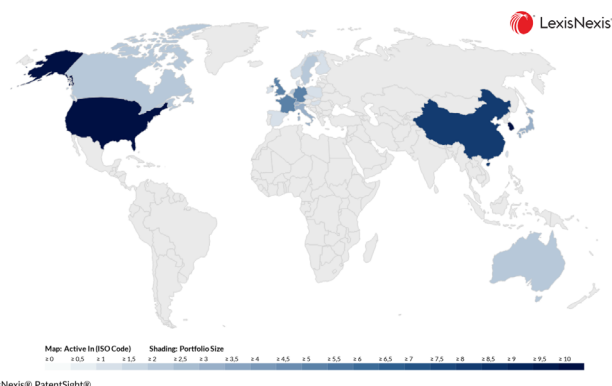 LexisNexis®
Map: Active In (ISO Code) Shading: Portfolio Size
≥ 0 ≥ 0,5 ≥ 1 ≥ 1,5 ≥ 2 ≥ 2,5 ≥ 3 ≥ 3,5 ≥ 4 ≥ 4,5 ≥ 5 ≥ 5,5 ≥ 6 ≥ 6,5 ≥ 7 ≥ 7,5 ≥ 8 ≥ 8,5 ≥ 9 ≥ 9,5 ≥ 10
Nexis® PatentSight®